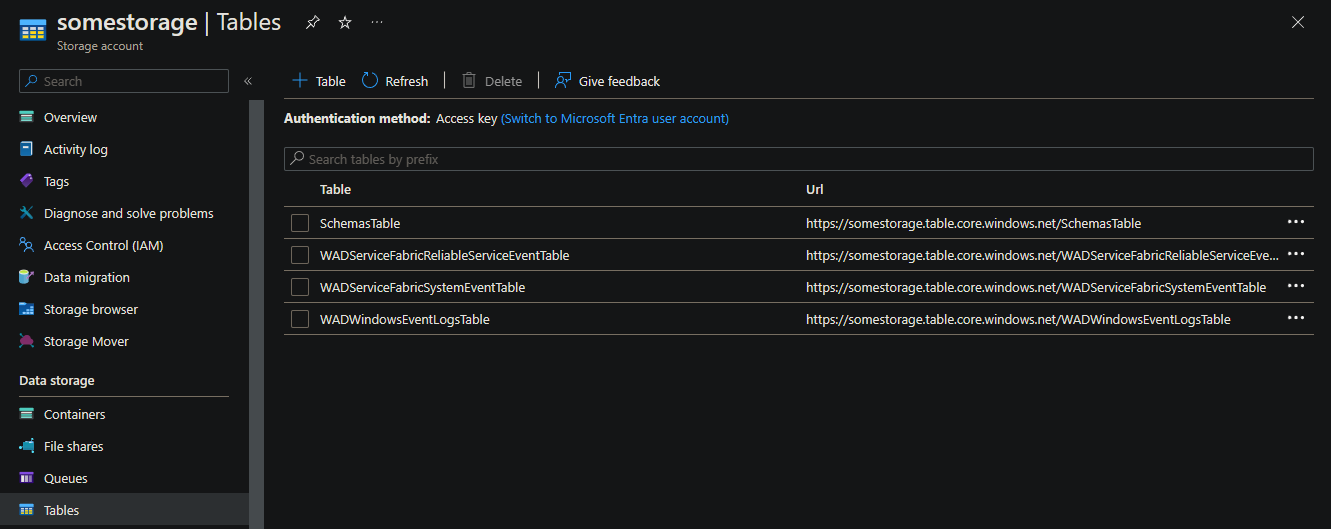 somestorage | Tables
Storage account
Search
Overview
Activity log
Tags
Diagnose and solve problems
Access Control (IAM)
Data migration
Storage browser
Storage Mover
Data storage
Containers
File shares
Queues
Tables
Table Refresh Delete Give feedback
Authentication method: Access key (Switch to Microsoft Entra user account)
Search tables by prefix
Table Url
SchemasTable https://somestorage.table.core.windows.net/SchemasTable
WADServiceFabricReliableServiceEventTable https://somestorage.table.core.windows.net/WADServiceFabricReliableServiceEve...
WADServiceFabricSystemEventTable https://somestorage.table.core.windows.net/WADServiceFabricSystemEventTable
WADWindowsEventLogsTable https://somestorage.table.core.windows.net/WADWindowsEventLogsTable